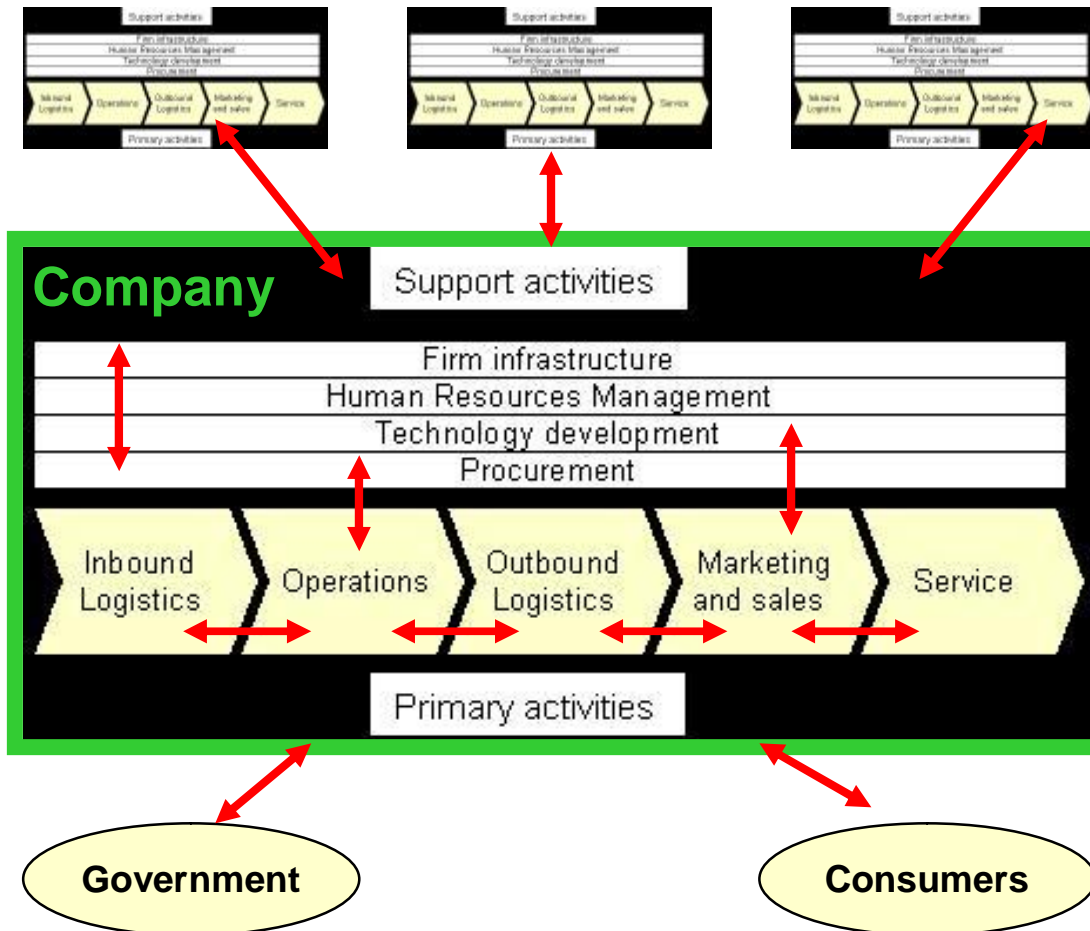 Support activities
Firm infrastructure
Human Resources Management
Technology development
Procurement
Inbound
Logistics
Operations
Outbound
Logistics
Marketing
and sales
Service
Primary activities
Support activities
Firm infrastructure
Human Resources Management
Technology development
Procurement
Inbound
Logistics
Operations
Outbound
Logistics
Marketing
and sales
Service
Primary activities
Support activities
Firm infrastructure
Human Resources Management
Technology development
Procurement
Inbound
Logistics
Operations
Outbound
Logistics
Marketing
and sales
Service
Primary activities
Company
Support activities
Firm infrastructure
Human Resources Management
Technology development
Procurement
Inbound
Logistics
Operations
Outbound
Logistics
Marketing
and sales
Service
Primary activities
Government
Consumers